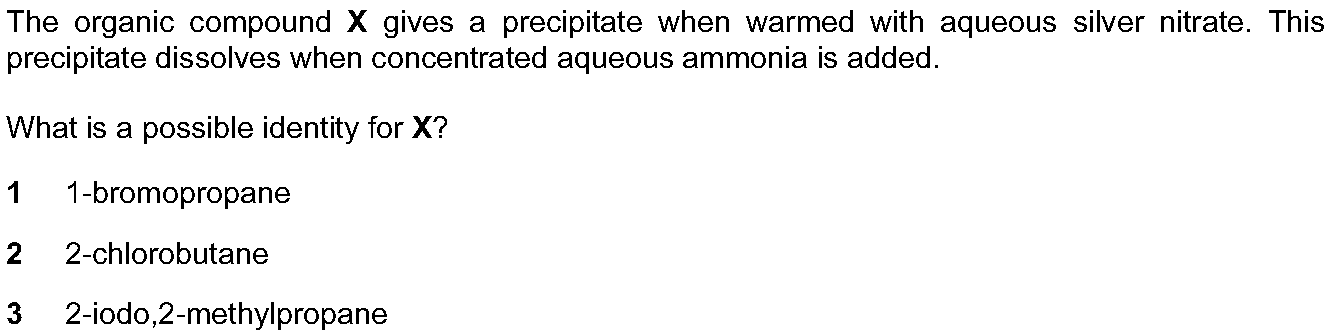 The organic compound X gives a precipitate when warmed with aqueous silver nitrate. This
precipitate dissolves when concentrated aqueous ammonia is added.
What is a possible identity for X?
1 1-bromopropane
2 2-chlorobutane
3 2-iodo,2-methylpropane